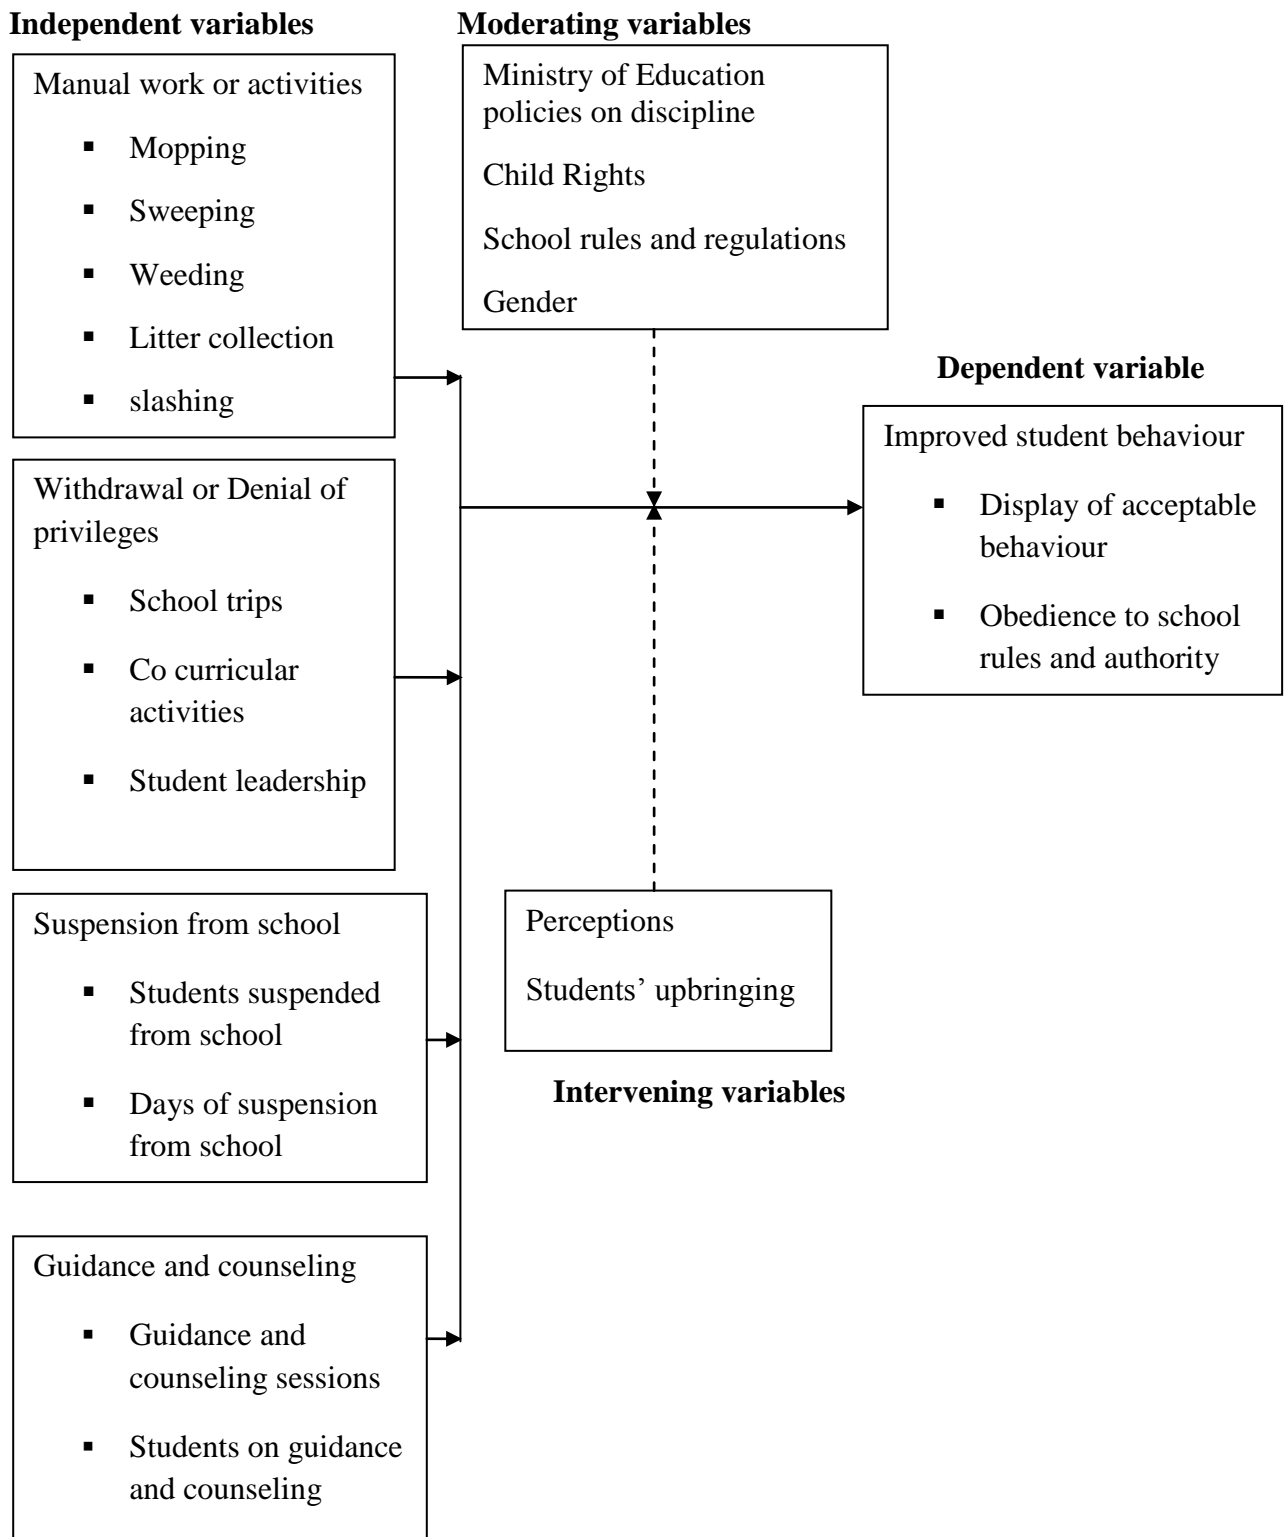 Independent variables
Manual work or activities
▪ Mopping
▪ Sweeping
▪ Weeding
▪ Litter collection
▪ slashing
Withdrawal or Denial of
privileges
▪ School trips
▪ Co curricular
activities
▪ Student leadership
Suspension from school
▪ Students suspended
from school
▪ Days of suspension
from school
Guidance and counseling
▪ Guidance and
counseling sessions
▪ Students on guidance
and counseling
Moderating variables
Ministry of Education
policies on discipline
Child Rights
School rules and regulations
Gender
Perceptions
Students’ upbringing
Intervening variables
Dependent variable
Improved student behaviour
▪ Display of acceptable
behaviour
▪ Obedience to school
rules and authority